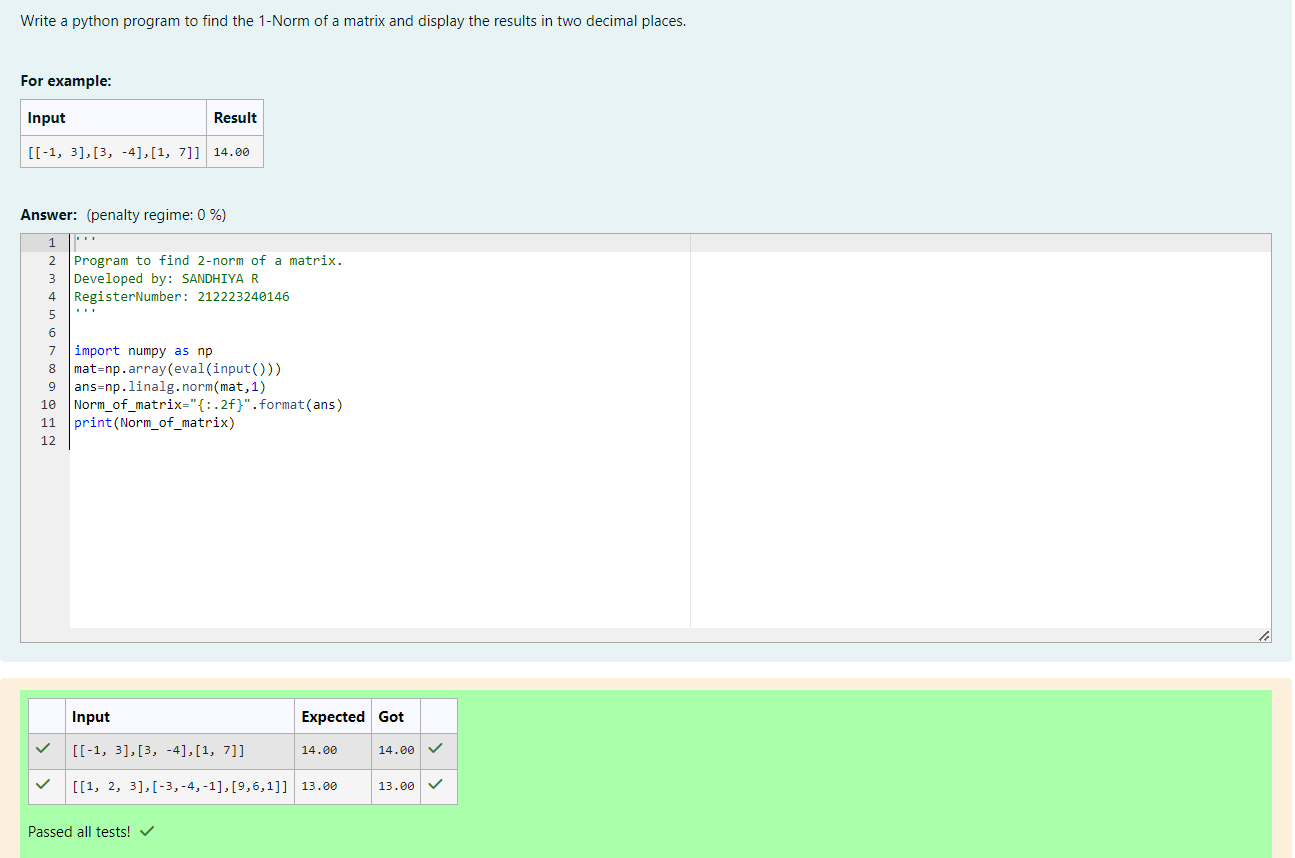 Write a python program to find the 1-Norm of a matrix and display the results in two decimal places.
For example:
Input Result
[[-1, 3],[3, -4],[1, 7]] 14.00
Answer: (penalty regime: 0 %)
1 '''
2 Program to find 2-norm of a matrix.
3 Developed by: SANDHIYA R
4 RegisterNumber: 212223240146
5 '''
6
7 import numpy as np
8 mat=np.array(eval(input()))
9 ans=np.linalg.norm(mat,1)
10 Norm_of_matrix="{:.2f}".format(ans)
11 print(Norm_of_matrix)
12
Input Expected Got
[[-1, 3],[3, -4],[1, 7]] 14.00 14.00
[[1, 2, 3],[-3,-4,-1],[9,6,1]] 13.00 13.00
Passed all tests!